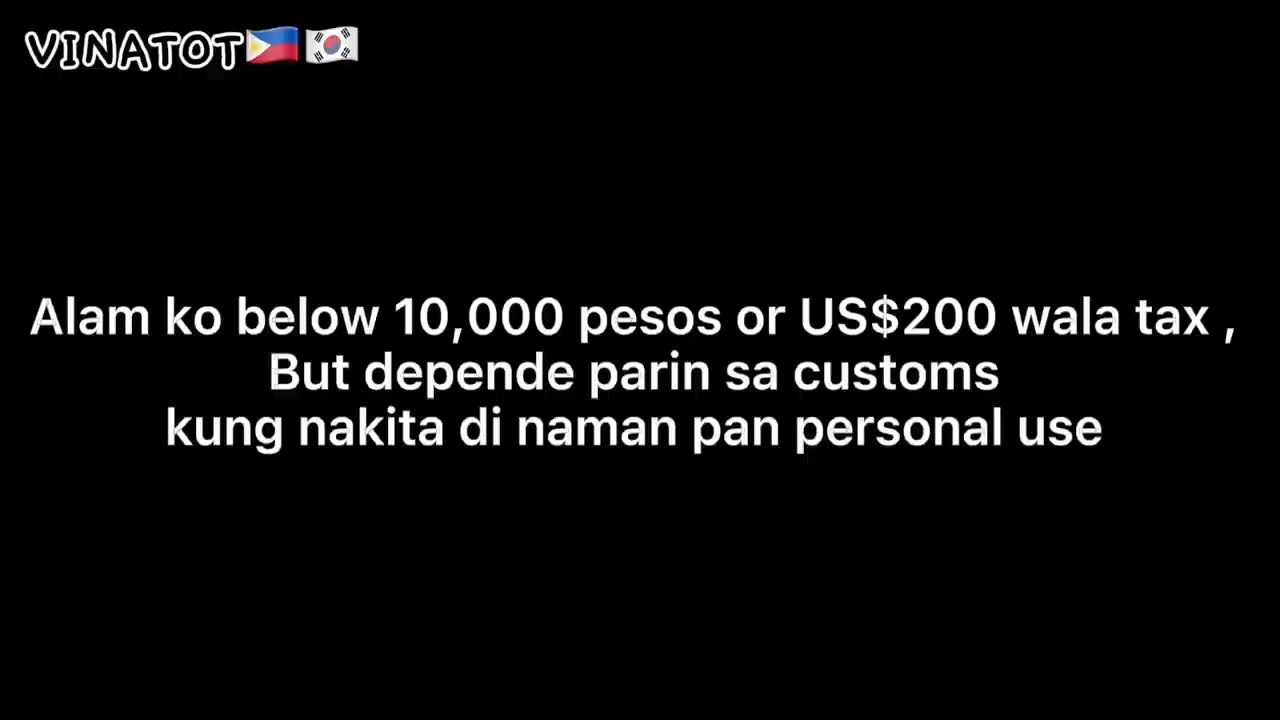 VINATOT🇵🇭🇰🇷
Alam ko below 10,000 pesos or US$200 wala tax ,
But depende parin sa customs
kung nakita di naman pan personal use